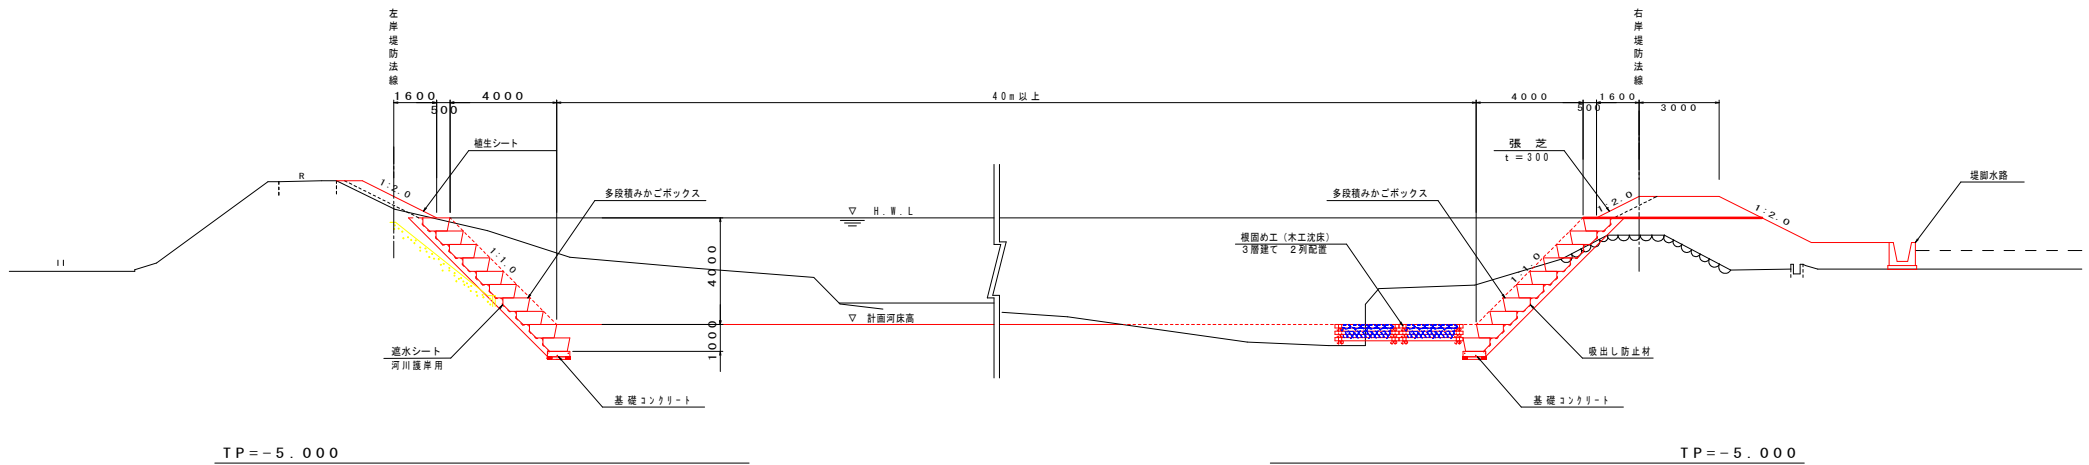 左岸堤防法線
右岸堤防法線
1600
500
4000
40m以上
4000
500
1600
3000
植生シート
張 芝
t=300
R
1:2.0
多段積みかごボックス
多段積みかごボックス
1:2.0
堤脚水路
▽ H.W.L
1:2.0
根固め工(木工沈床)
3層建て 2列配置
II
1:1.0
4000
1:1.0
▽ 計画河床高
1000
遮水シート
河川護岸用
吸出し防止材
基礎コンクリート
基礎コンクリート
TP=-5.000
TP=-5.000